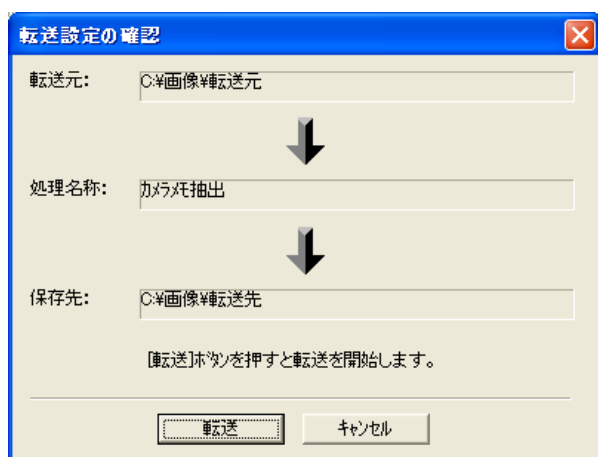 転送設定の確認
転送元: C:¥画像¥転送元
処理名称: ｶﾒﾗﾒﾓ抽出
保存先: C:¥画像¥転送先
[転送]ﾎﾞﾀﾝを押すと転送を開始します。
転送 ｷｬﾝｾﾙ